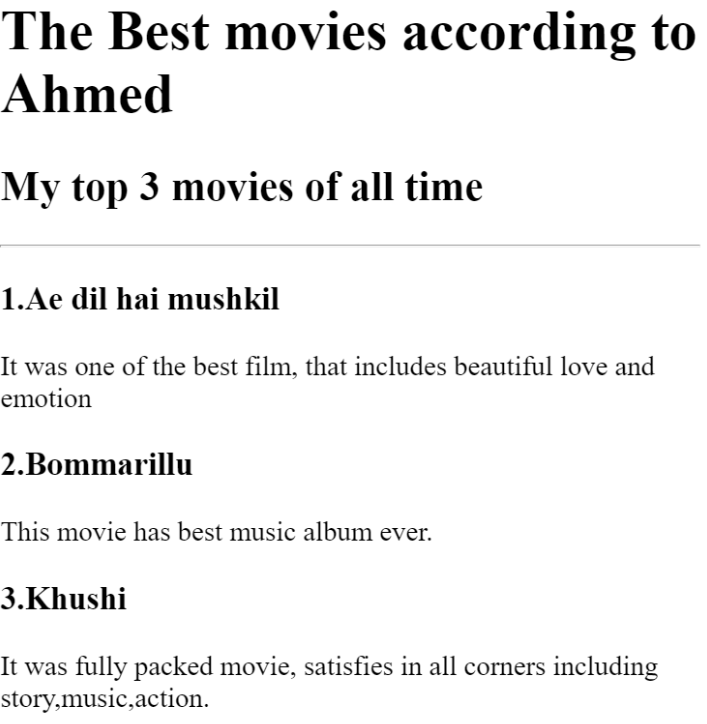 The Best movies according to
Ahmed
My top 3 movies of all time
1.Ae dil hai mushkil
It was one of the best film, that includes beautiful love and
emotion
2.Bommarillu
This movie has best music album ever.
3.Khushi
It was fully packed movie, satisfies in all corners including
story,music,action.